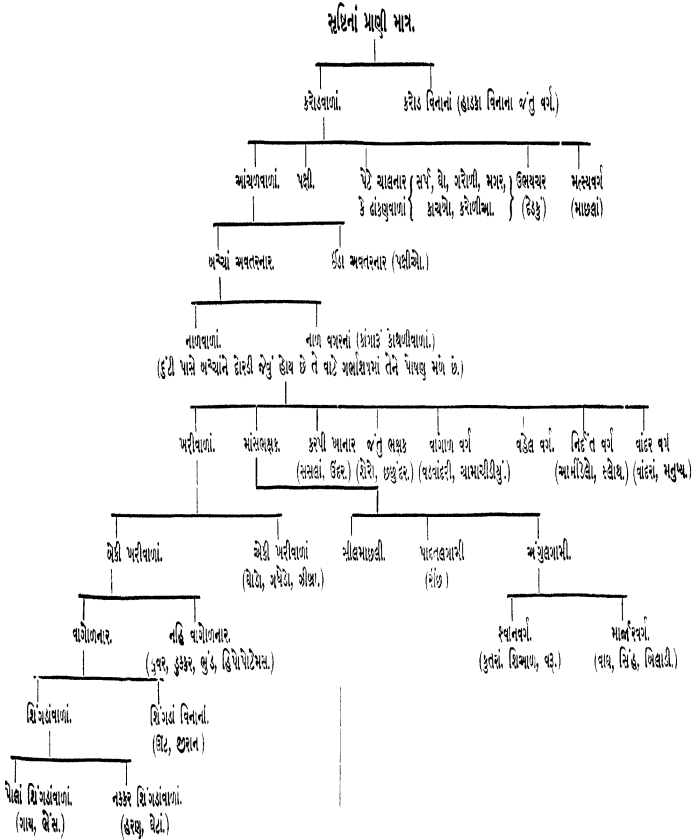 સૃષ્ટિનાં પ્રાણી માત્ર.
કરોડવાળાં. કરોડ વિનાનાં (હાડકા વિનાના જંતુ વર્ગ.)
આંચળવાળાં. પક્ષી. પેટે ચાલનાર સર્પ, ઘો, ગરોળી, મગર, ઉભયચર મત્સ્યવર્ગ
કે ઢાંકણવાળાં કાચબો, કરોળીઆ. (દેડકું) (માછલાં)
બચ્ચાં અવતરનાર. ઈંડા અવતરનાર (પક્ષીઓ.)
નાળવાળાં. નાળ વગરનાં (કાંગારૂં કોથળીવાળાં.)
(દુંટી પાસે બચ્ચાંને દોરડી જેવું હોય છે તે વાટે ગર્ભાશયમાં તેને પોષણ મળે છે.)
ખરીવાળાં. માંસભક્ષક. કરપી ખાનાર જંતુ ભક્ષક વાગોળ વર્ગ વહેલ વર્ગ. નિર્દંત વર્ગ વાંદર વર્ગ
(સસલાં, ઉંદર.) (શેરો, છછુંદર.) (વડવાંદરી, ચામાચીડીયું.) (આર્માડિલો, સ્લોથ.) (વાંદરાં, મનુષ્ય.)
બેકી ખરીવાળાં. એકી ખરીવાળાં સીલમાછલી. પાદતલગામી અંગુલગામી.
(ઘોડો, ગધેડો, ઝીબ્રા.) (રીંછ)
વાગોળનાર. નહિ વાગોળનાર. શ્વાનવર્ગ. માર્જારવર્ગ.
(સુવર, ડુક્કર, ભુંડ, હિપોપોટેમસ.) (કુતરાં, શિઆળ, વરૂ.) (વાઘ, સિંહ, બિલાડી.)
શિંગડાંવાળાં. શિંગડાં વિનાનાં
(ઊંટ, જીરાન)
પોલાં શિંગડાંવાળાં. નક્કર શિંગડાંવાળાં.
(ગાય, ભેંસ.) (હરણ, ઘેટાં.)